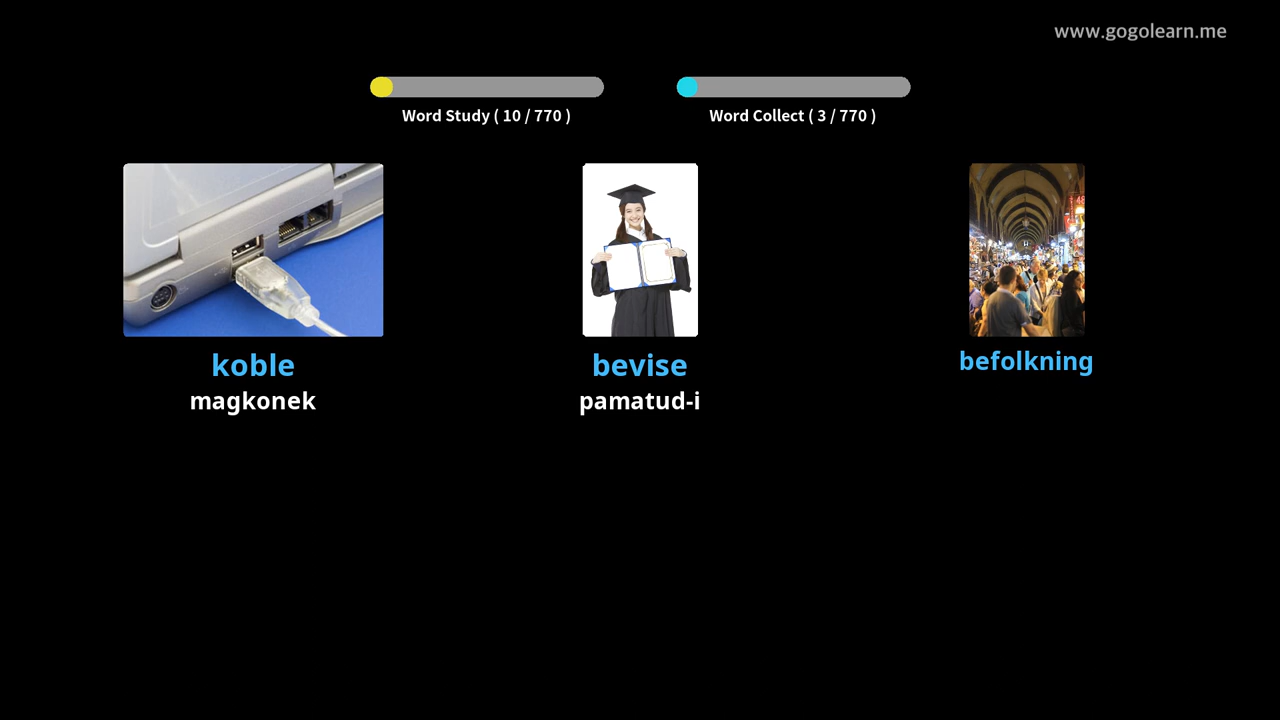 www.gogolearn.me
Word Study ( 10 / 770 )
Word Collect ( 3 / 770 )
koble
magkonek
bevise
pamatud-i
befolkning